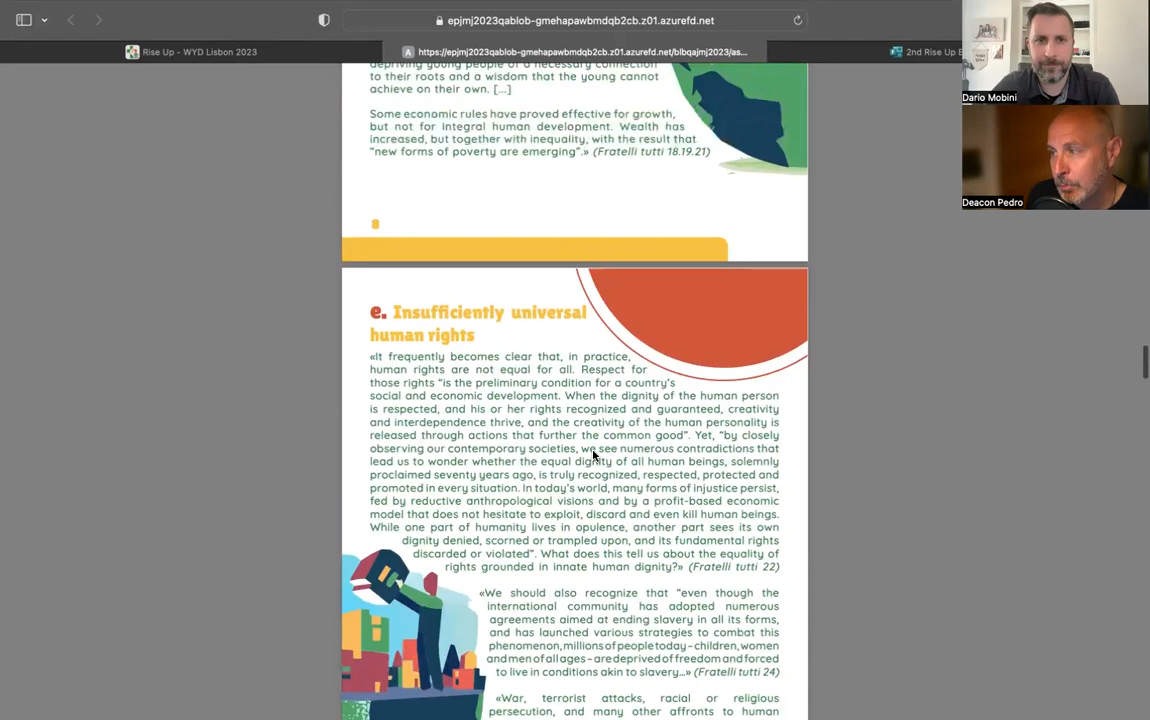 epjmj2023qablob-gmehapawbmdqb2cb.z01.azurefd.net
Rise Up - WYD Lisbon 2023
A https://epjmj2023qablob-gmehapawbmdqb2cb.z01.azurefd.net/blbqajmj2023/as...
2nd Rise Up E
Dario Mobini
Deacon Pedro
depriving young people of a necessary connection
to their roots and a wisdom that the young cannot
achieve on their own. [...]
Some economic rules have proved effective for growth,
but not for integral human development. Wealth has
increased, but together with inequality, with the result that
“new forms of poverty are emerging”.» (Fratelli tutti 18.19.21)
8
e. Insufficiently universal
human rights
«It frequently becomes clear that, in practice,
human rights are not equal for all. Respect for
those rights “is the preliminary condition for a country’s
social and economic development. When the dignity of the human person
is respected, and his or her rights recognized and guaranteed, creativity
and interdependence thrive, and the creativity of the human personality is
released through actions that further the common good”. Yet, “by closely
observing our contemporary societies, we see numerous contradictions that
lead us to wonder whether the equal dignity of all human beings, solemnly
proclaimed seventy years ago, is truly recognized, respected, protected and
promoted in every situation. In today’s world, many forms of injustice persist,
fed by reductive anthropological visions and by a profit-based economic
model that does not hesitate to exploit, discard and even kill human beings.
While one part of humanity lives in opulence, another part sees its own
dignity denied, scorned or trampled upon, and its fundamental rights
discarded or violated”. What does this tell us about the equality of
rights grounded in innate human dignity?» (Fratelli tutti 22)
«We should also recognize that “even though the
international community has adopted numerous
agreements aimed at ending slavery in all its forms,
and has launched various strategies to combat this
phenomenon, millions of people today – children, women
and men of all ages – are deprived of freedom and forced
to live in conditions akin to slavery...» (Fratelli tutti 24)
«War, terrorist attacks, racial or religious
persecution, and many other affronts to human